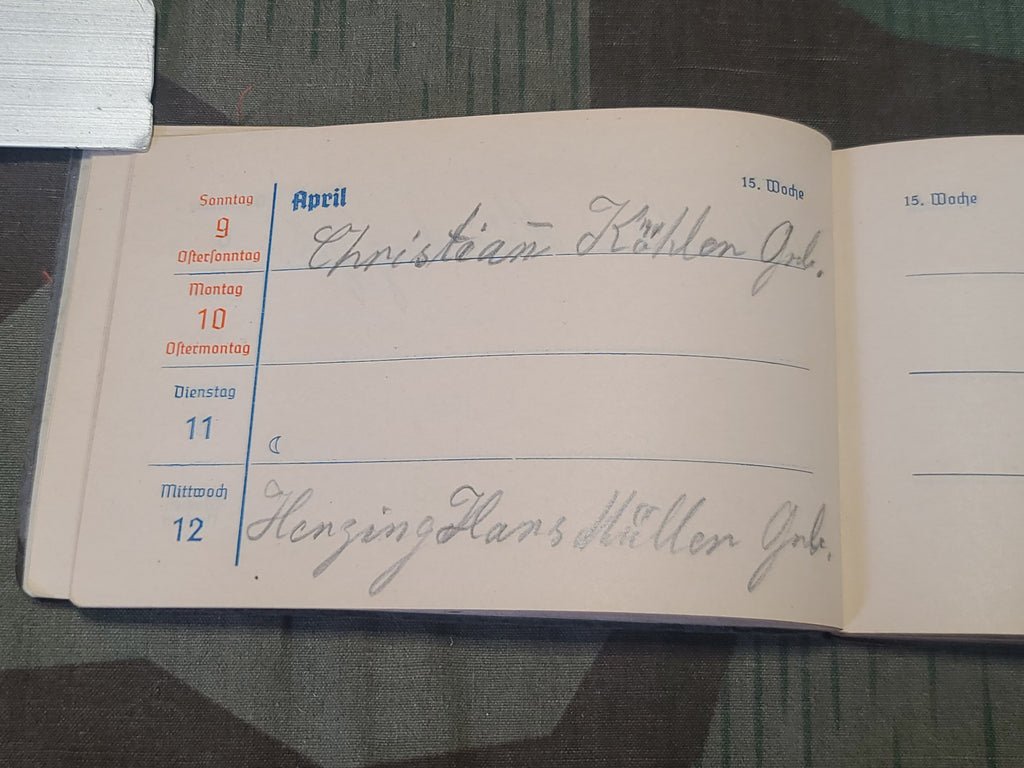 Sonntag
9
Ostersonntag
April
15. Woche
Christian Köhler Geb.
Montag
10
Ostermontag
Dienstag
11
☾
Mittwoch
12
Herzing Hans Müller Geb.
15. Woche